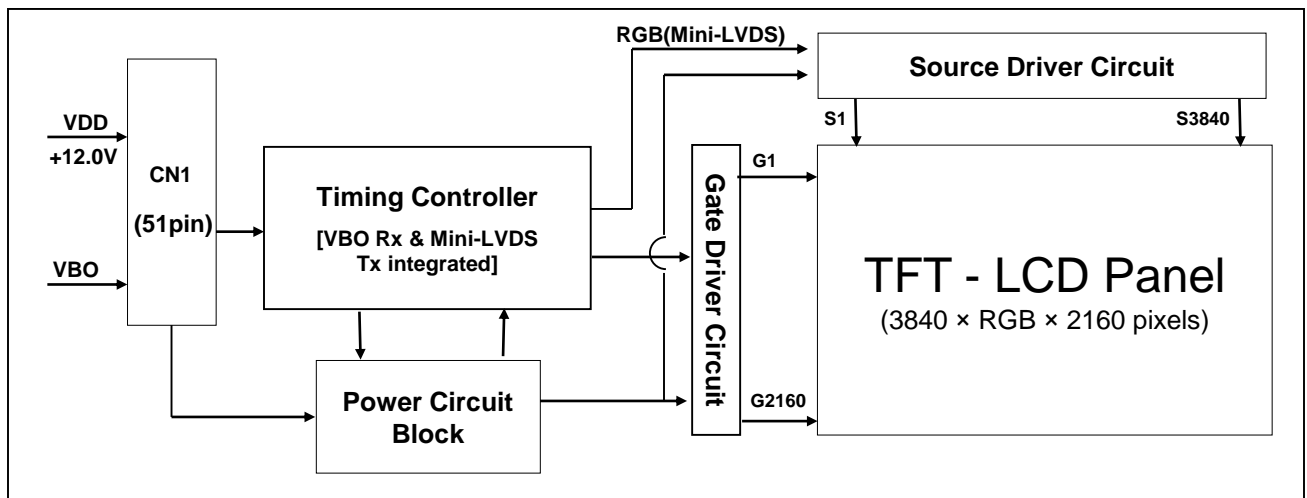 RGB(Mini-LVDS)
Source Driver Circuit
S1
S3840
VDD
+12.0V
CN1
(51pin)
VBO
Timing Controller
[VBO Rx & Mini-LVDS
Tx integrated]
Power Circuit
Block
Gate Driver Circuit
G1
G2160
TFT - LCD Panel
(3840 × RGB × 2160 pixels)